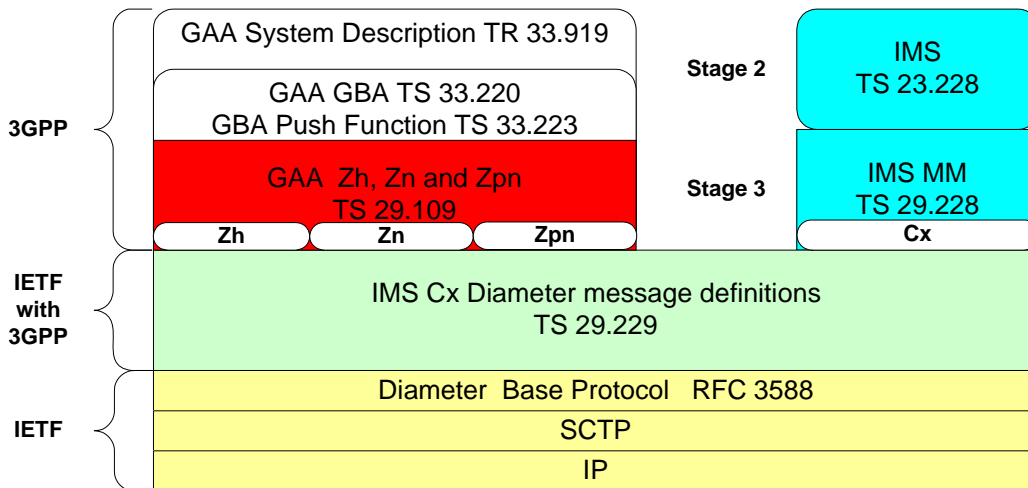 GAA System Description TR 33.919
GAA GBA TS 33.220
GBA Push Function TS 33.223
GAA Zh, Zn and Zpn
TS 29.109
Zh
Zn
Zpn
Stage 2
Stage 3
IMS
TS 23.228
IMS MM
TS 29.228
Cx
3GPP
IETF
with
3GPP
IMS Cx Diameter message definitions
TS 29.229
IETF
Diameter Base Protocol RFC 3588
SCTP
IP